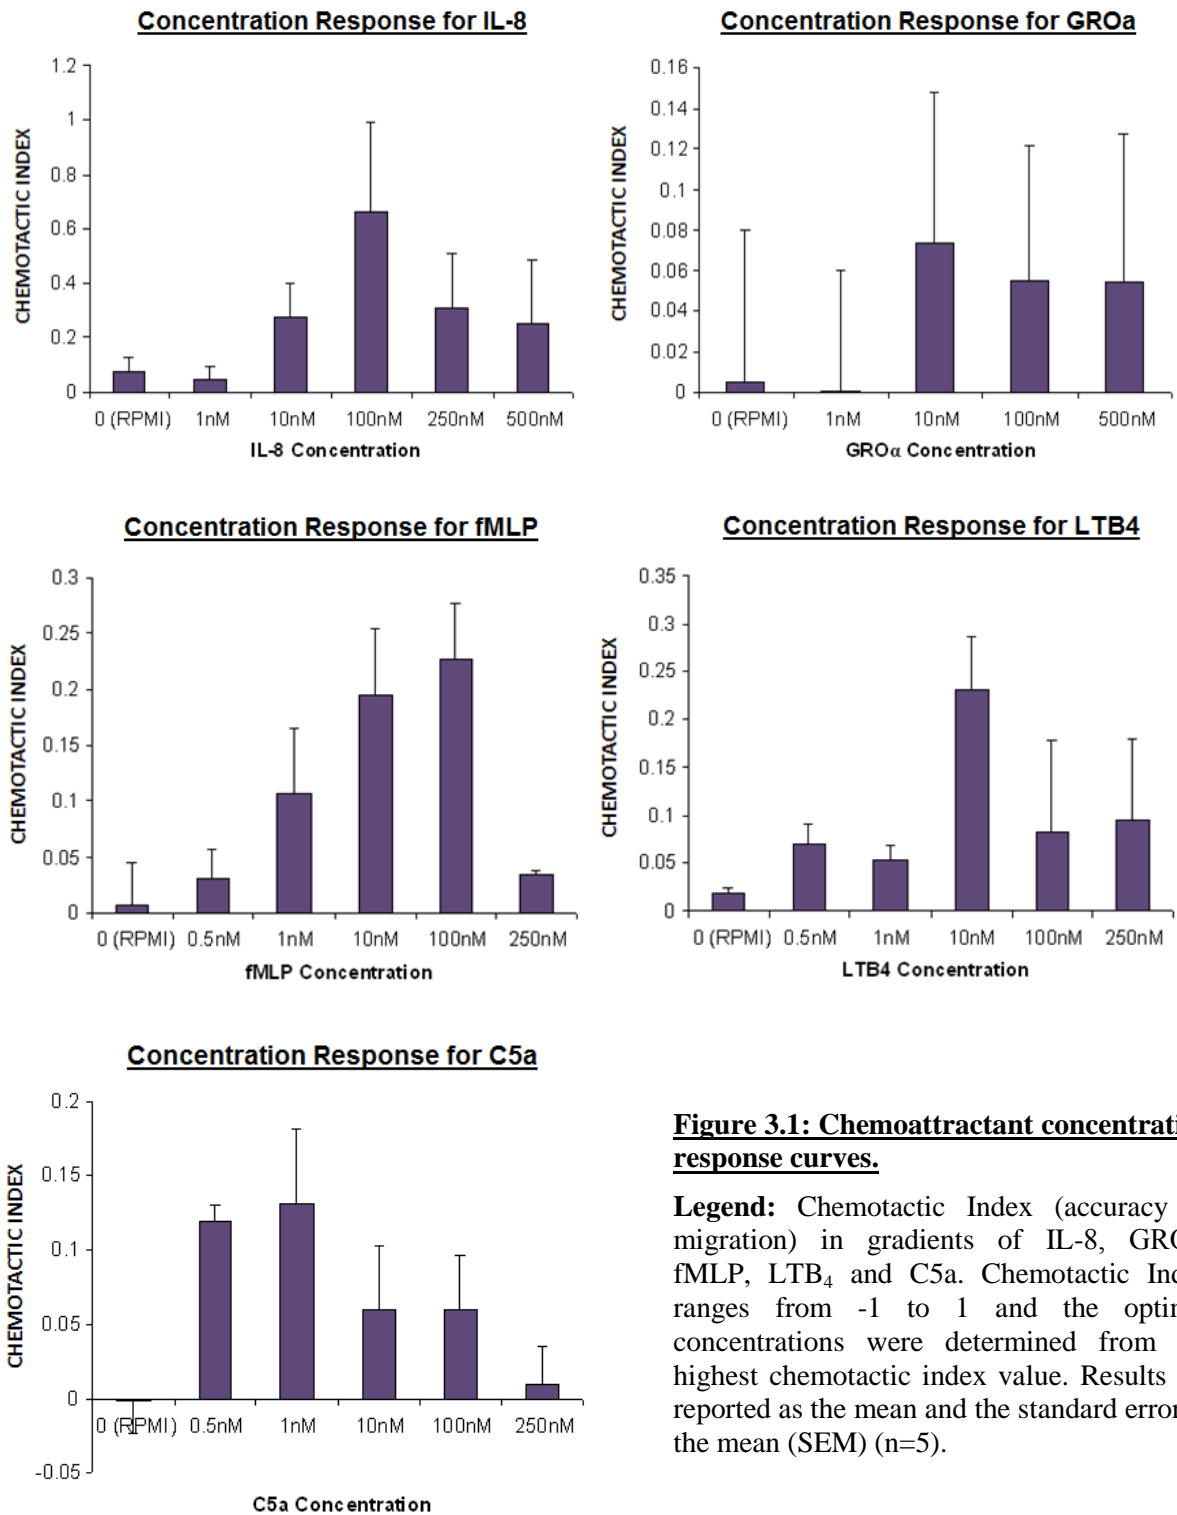 Concentration Response for IL-8
1.2
1
0.8
0.6
0.4
0.2
0
CHEMOTACTIC INDEX
0 (RPMI) 1nM 10nM 100nM 250nM 500nM
IL-8 Concentration
Concentration Response for GROa
0.16
0.14
0.12
0.1
0.08
0.06
0.04
0.02
0
CHEMOTACTIC INDEX
0 (RPMI) 1nM 10nM 100nM 500nM
GROα Concentration
Concentration Response for fMLP
0.3
0.25
0.2
0.15
0.1
0.05
0
CHEMOTACTIC INDEX
0 (RPMI) 0.5nM 1nM 10nM 100nM 250nM
fMLP Concentration
Concentration Response for LTB4
0.35
0.3
0.25
0.2
0.15
0.1
0.05
0
CHEMOTACTIC INDEX
0 (RPMI) 0.5nM 1nM 10nM 100nM 250nM
LTB4 Concentration
Concentration Response for C5a
0.2
0.15
0.1
0.05
0
-0.05
CHEMOTACTIC INDEX
0 (RPMI) 0.5nM 1nM 10nM 100nM 250nM
C5a Concentration
Figure 3.1: Chemoattractant concentrati
response curves.
Legend: Chemotactic Index (accuracy
migration) in gradients of IL-8, GRO
fMLP, LTB₄ and C5a. Chemotactic Ind
ranges from -1 to 1 and the optim
concentrations were determined from
highest chemotactic index value. Results
reported as the mean and the standard error
the mean (SEM) (n=5).